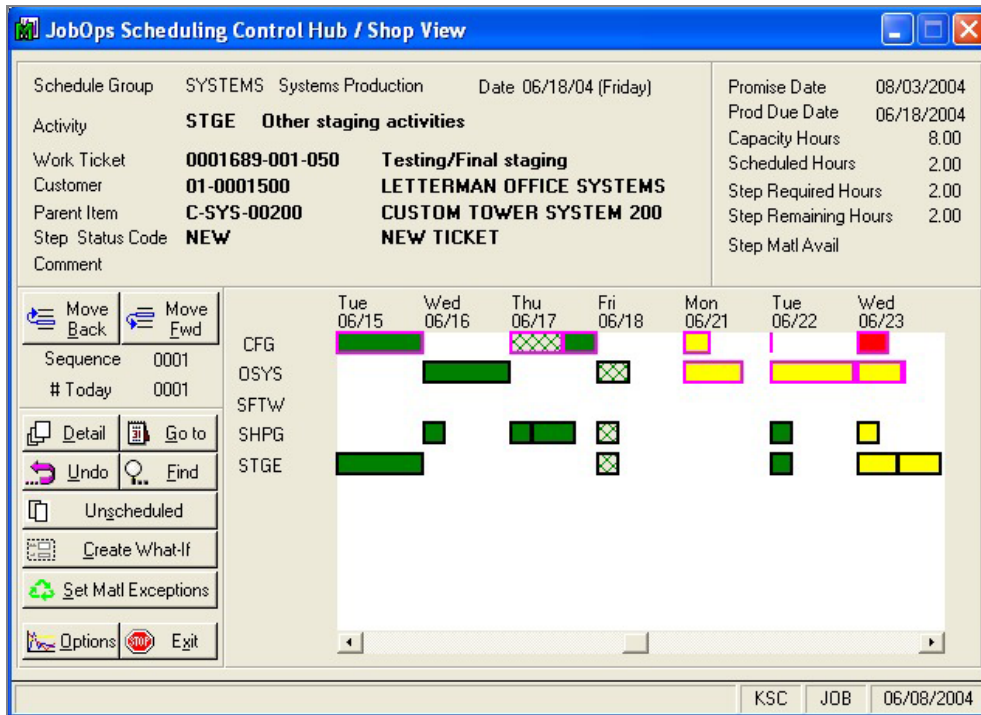 JobOps Scheduling Control Hub / Shop View
Schedule Group SYSTEMS Systems Production Date 06/18/04 (Friday)
Activity STGE Other staging activities
Work Ticket 0001689-001-050 Testing/Final staging
Customer 01-0001500 LETTERMAN OFFICE SYSTEMS
Parent Item C-SYS-00200 CUSTOM TOWER SYSTEM 200
Step Status Code NEW NEW TICKET
Comment
Promise Date 08/03/2004
Prod Due Date 06/18/2004
Capacity Hours 8.00
Scheduled Hours 2.00
Step Required Hours 2.00
Step Remaining Hours 2.00
Step Matl Avail
Move Back Move Fwd
Sequence 0001
# Today 0001
Detail Go to
Undo Find
Unscheduled
Create What-If
Set Matl Exceptions
Options STOP Exit
Tue Wed Thu Fri Mon Tue Wed
06/15 06/16 06/17 06/18 06/21 06/22 06/23
CFG
OSYS
SFTW
SHPG
STGE
KSC JOB 06/08/2004